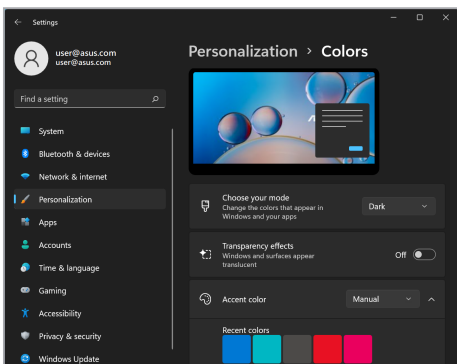 Settings
user@asus.com
user@asus.com
Find a setting
System
Bluetooth & devices
Network & internet
Personalization
Apps
Accounts
Time & language
Gaming
Accessibility
Privacy & security
Windows Update
Personalization > Colors
Choose your mode
Change the colors that appear in
Windows and your apps
Dark
Transparency effects
Windows and surfaces appear
translucent
Off
Accent color
Manual
Recent colors